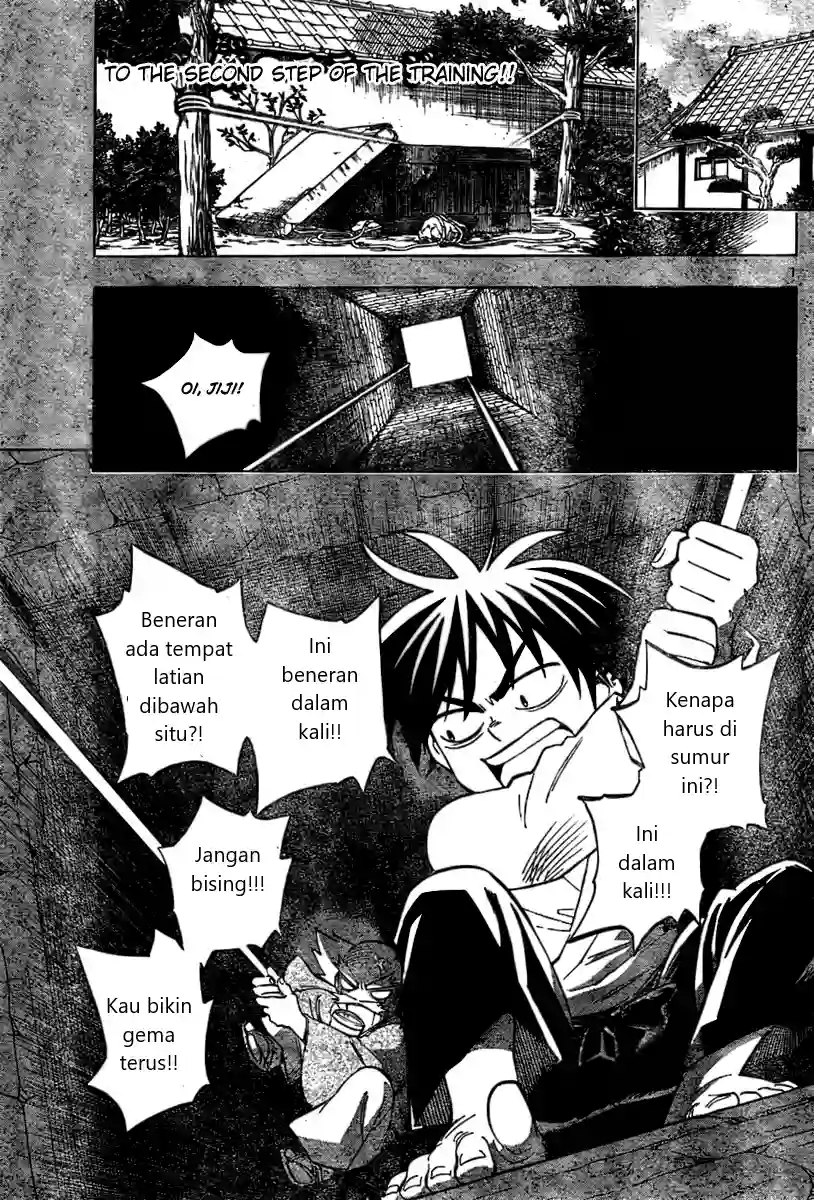 TO THE SECOND STEP OF THE TRAINING!!
OI, JIJI!
Kenapa
harus di
sumur
ini?!
Ini
dalam
kali!!!
Ini
beneran
dalam
kali!!
Beneran
ada tempat
latian
dibawah
situ?!
Jangan
bising!!!
Kau bikin
gema
terus!!